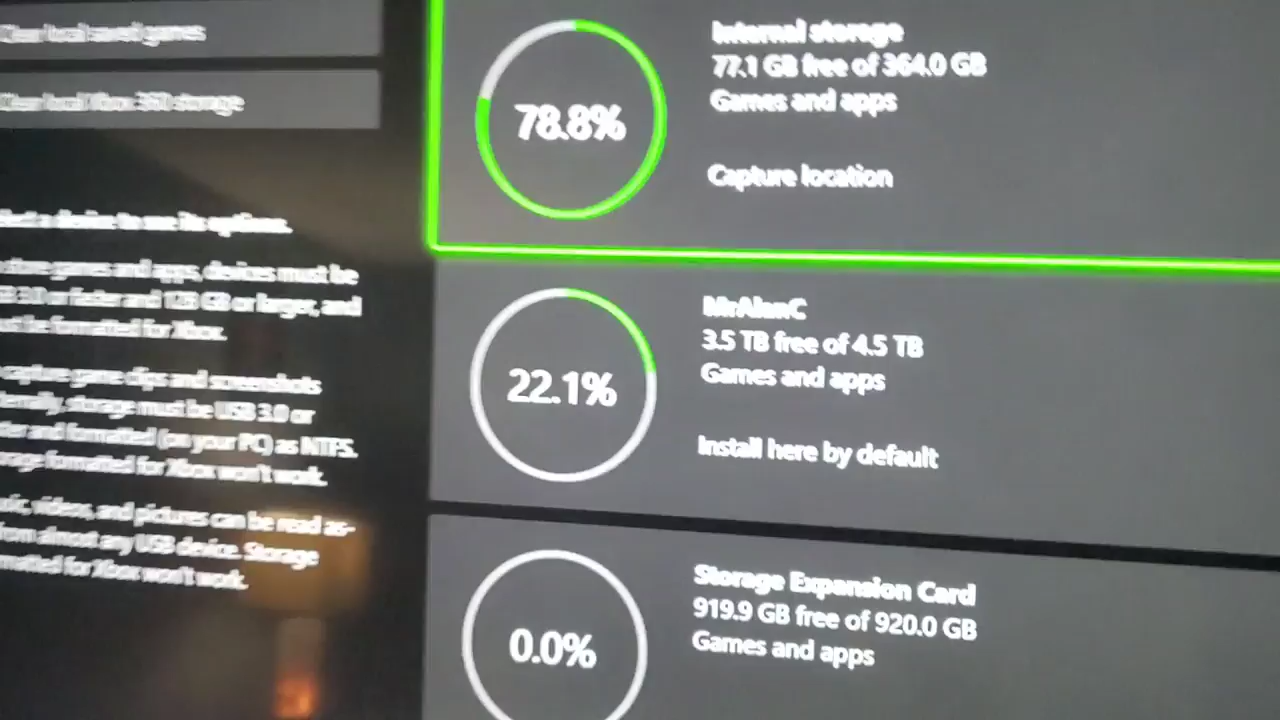 Clear local saved games
Clear local Xbox 360 storage
a device to see its options.
store games and apps, devices must be
3.0 or faster and 128 GB or larger, and
be formatted for Xbox.
capture game clips and screenshots
storage must be USB 3.0 or
and formatted (on your PC) as NTFS.
formatted for Xbox won't work.
videos, and pictures can be read as-
from almost any USB device. Storage
formatted for Xbox won't work.
78.8%
Internal storage
77.1 GB free of 364.0 GB
Games and apps
Capture location
22.1%
MrAlanC
3.5 TB free of 4.5 TB
Games and apps
Install here by default
0.0%
Storage Expansion Card
919.9 GB free of 920.0 GB
Games and apps